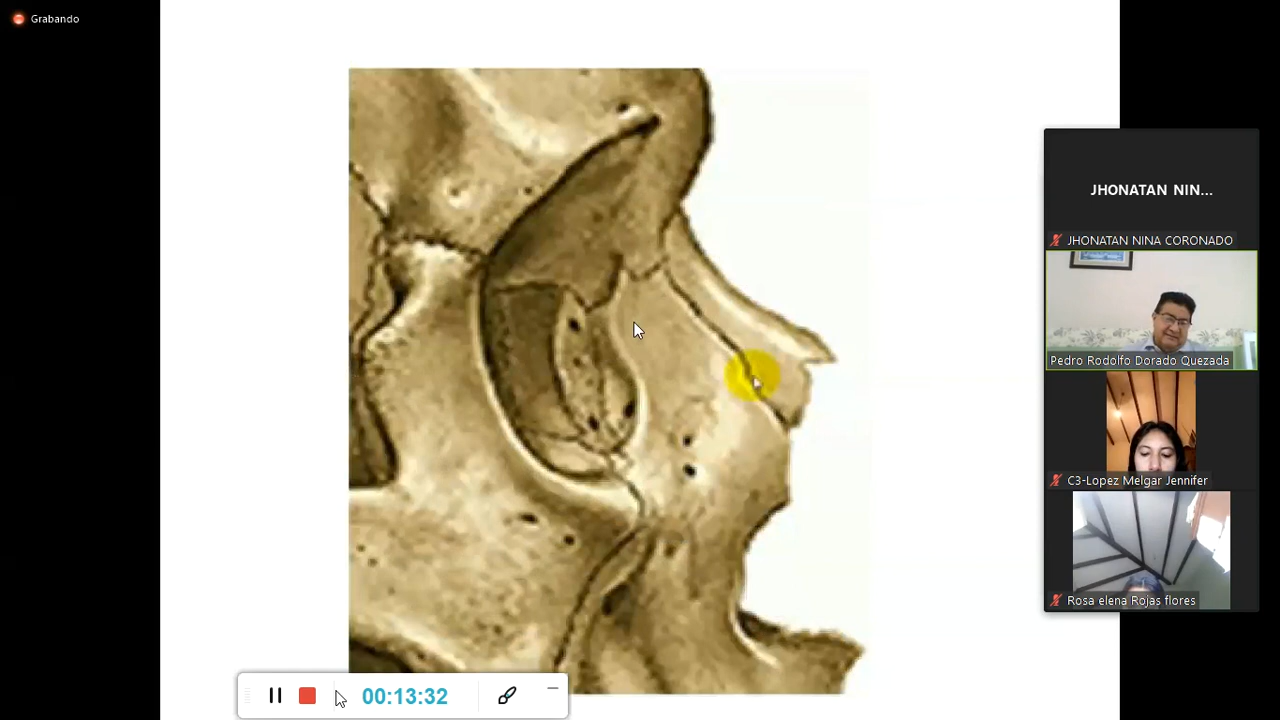 Grabando
JHONATAN NIN...
JHONATAN NINA CORONADO
Pedro Rodolfo Dorado Quezada
C3-Lopez Melgar Jennifer
Rosa elena Rojas flores
00:13:32